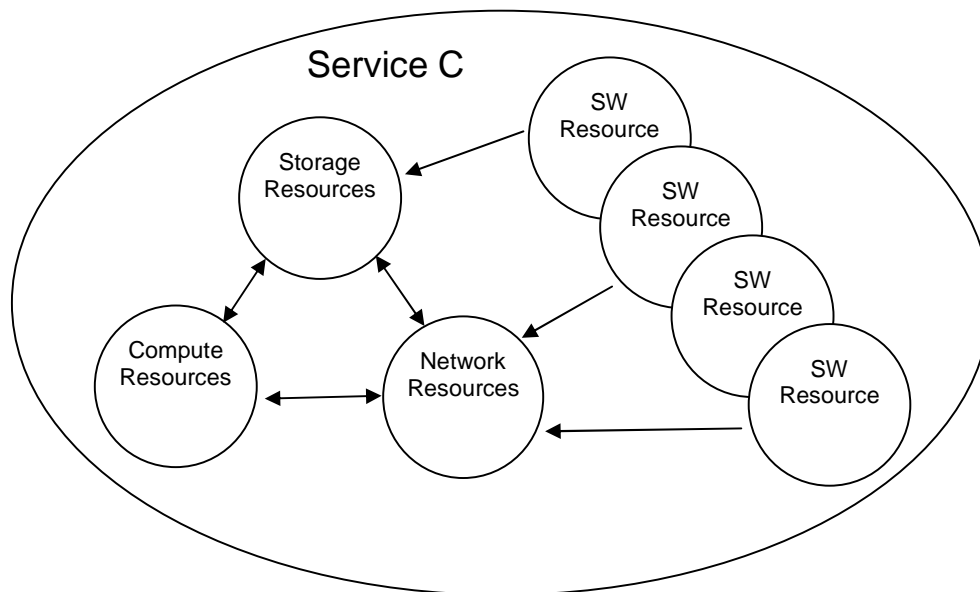 Service C
SW
Resource
Storage
Resources
SW
Resource
SW
Resource
Compute
Resources
Network
Resources
SW
Resource